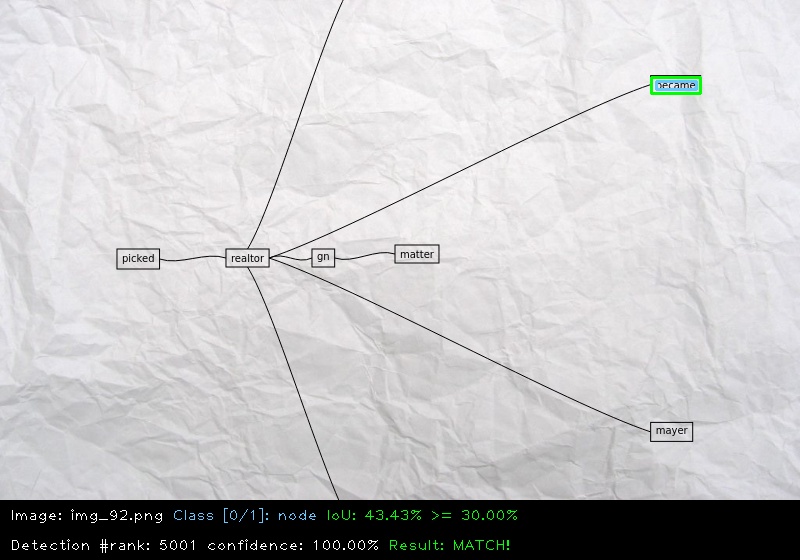 became
picked
realtor
gn
matter
mayer
Image: img_92.png Class [0/1]: node IoU: 43.43% >= 30.00%
Detection #rank: 5001 confidence: 100.00% Result: MATCH!